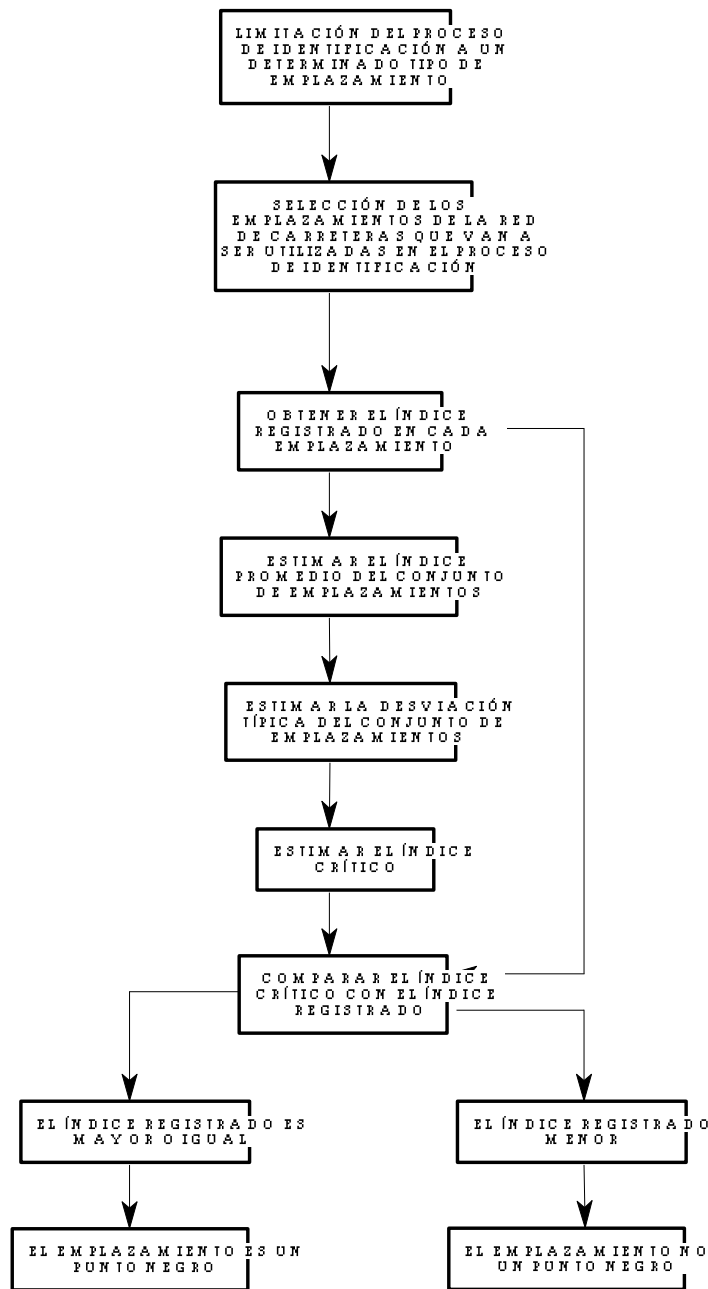 LIMITACIÓN DEL PROCESO
DE IDENTIFICACIÓN A UN
DETERMINADO TIPO DE
EMPLAZAMIENTO
SELECCIÓN DE LOS
EMPLAZAMIENTOS DE LA RED
DE CARRETERAS QUE VAN A
SER UTILIZADAS EN EL PROCESO
DE IDENTIFICACIÓN
OBTENER EL ÍNDICE
REGISTRADO EN CADA
EMPLAZAMIENTO
ESTIMAR EL ÍNDICE
PROMEDIO DEL CONJUNTO
DE EMPLAZAMIENTOS
ESTIMAR LA DESVIACIÓN
TÍPICA DEL CONJUNTO DE
EMPLAZAMIENTOS
ESTIMAR EL ÍNDICE
CRÍTICO
COMPARAR EL ÍNDICE
CRÍTICO CON EL ÍNDICE
REGISTRADO
EL ÍNDICE REGISTRADO ES
MAYOR O IGUAL
EL ÍNDICE REGISTRADO
MENOR
EL EMPLAZAMIENTO ES UN
PUNTO NEGRO
EL EMPLAZAMIENTO NO
UN PUNTO NEGRO